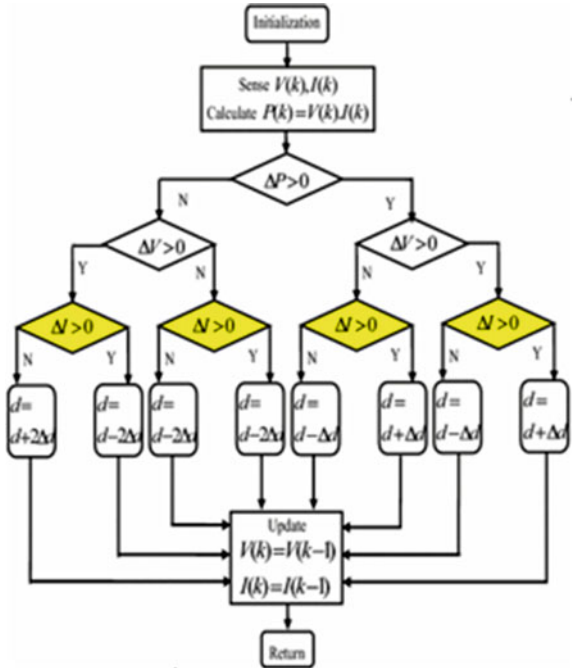 Initialization
Sense V(k),I(k)
Calculate P(k)=V(k).I(k)
ΔP>0
N
Y
ΔV>0
ΔV>0
Y
N
N
Y
ΔI>0
ΔI>0
ΔI>0
ΔI>0
N
Y
N
Y
N
Y
N
Y
d=
d+2Δd
d=
d-2Δd
d=
d-2Δd
d=
d-2Δd
d=
d-Δd
d=
d+Δd
d=
d-Δd
d=
d+Δd
Update
V(k)=V(k-1)
I(k)=I(k-1)
Return